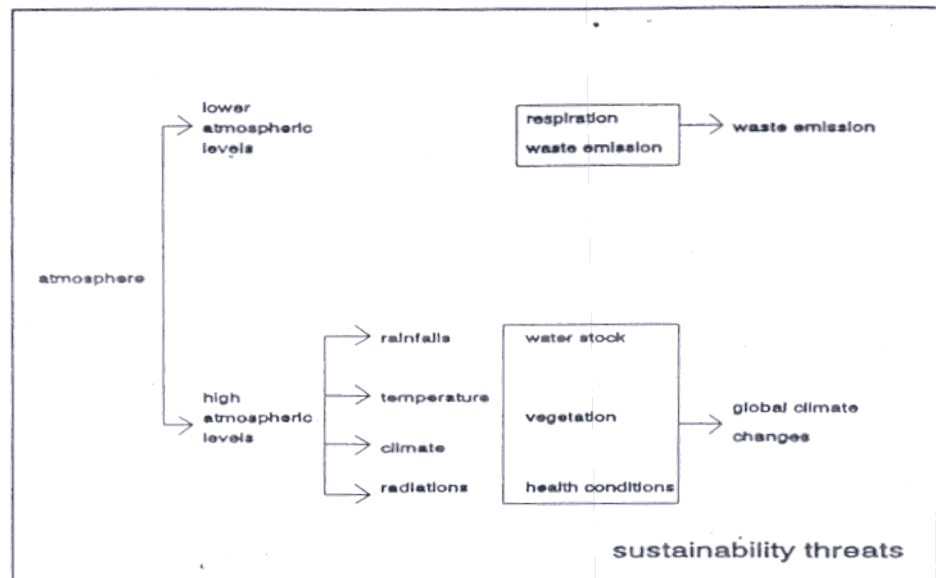 lower
atmospheric
levels
respiration
waste emission
waste emission
atmosphere
high
atmospheric
levels
rainfalls
temperature
climate
radiations
water stock
vegetation
health conditions
global climate
changes
sustainability threats